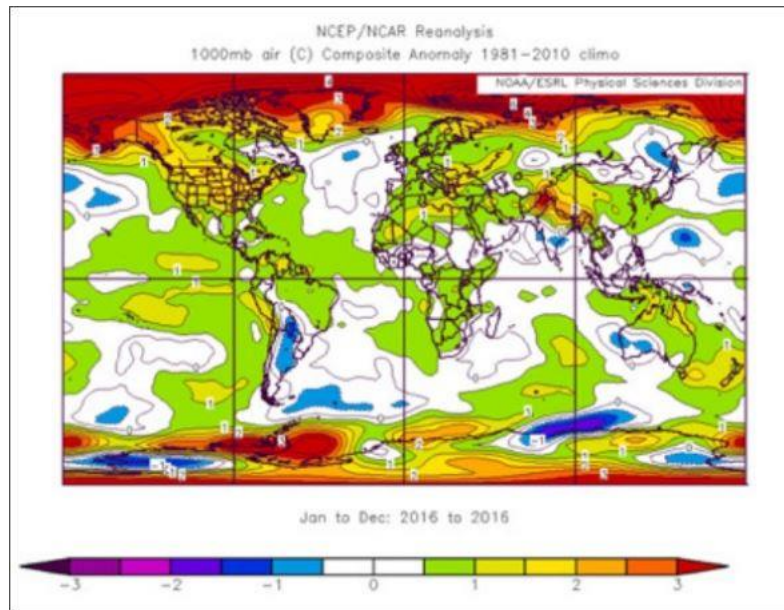 NCEP/NCAR Reanalysis
1000mb air (C) Composite Anomaly 1981-2010 climo
NOAA/ESRL Physical Sciences Division
Jan to Dec: 2016 to 2016
-3 -2 -1 0 1 2 3